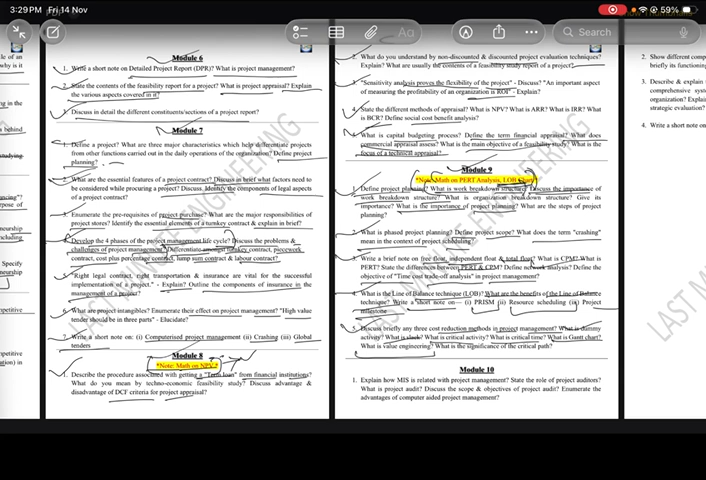 3:29PM Fri 14 Nov
59%
Search
Module 6
1. Write a short note on Detailed Project Report (DPR)? What is project management?
2. State the contents of the feasibility report for a project? What is project appraisal? Explain
the various aspects covered in it?
3. Discuss in detail the different constituents/sections of a project report?
Module 7
1. Define a project? What are three major characteristics which help differentiate projects
from other functions carried out in the daily operations of the organization? Define project
planning?
2. What are the essential features of a project contract? Discuss in brief what factors need to
be considered while procuring a project? Discuss, Identify the components of legal aspects
of a project contract?
3. Enumerate the pre-requisites of project purchase? What are the major responsibilities of
project stores? Identify the essential elements of a turnkey contract & explain in brief?
4. Develop the 4 phases of the project management life cycle? Discuss the problems &
challenges of project management? Differentiate amongst turnkey contract, piecework
contract, cost plus percentage contract, lump sum contract & labour contract?
5. "Right legal contract, right transportation & insurance are vital for the successful
implementation of a project." - Explain? Outline the components of insurance in the
management of a project?
6. What are project intangibles? Enumerate their effect on project management? "High value
tender should be in three parts" - Elucidate?
7. Write a short note on: (i) Computerised project management (ii) Crashing (iii) Global
tenders
Module 8
*Note: Math on NPV.*
1. Describe the procedure associated with getting a "Term loan" from financial institutions?
What do you mean by techno-economic feasibility study? Discuss advantage &
disadvantage of DCF criteria for project appraisal?
2. What do you understand by non-discounted & discounted project evaluation techniques?
Explain? What are usually the contents of a feasibility study report of a project?
3. "Sensitivity analysis proves the flexibility of the project" - Discuss? "An important aspect
of measuring the profitability of an organization is ROI" - Explain?
4. State the different methods of appraisal? What is NPV? What is ARR? What is IRR? What
is BCR? Define social cost benefit analysis?
5. What is capital budgeting process? Define the term financial appraisal? What does
commercial appraisal assess? What is the main objective of a feasibility study? What is the
focus of a technical appraisal?
Module 9
*Note: Math on PERT Analysis, LOB Chart*
1. Define project planning? What is work breakdown structure? Discuss the importance of
work breakdown structure? What is organization breakdown structure? Give its
importance? What is the importance of project planning? What are the steps of project
planning?
2. What is phased project planning? Define project scope? What does the term "crashing"
mean in the context of project scheduling?
3. Write a brief note on free float, independent float & total float? What is CPM? What is
PERT? State the differences between PERT & CPM? Define network analysis? Define the
objective of "Time cost trade-off analysis" in project management?
4. What is the Line of Balance technique (LOB)? What are the benefits of the Line of Balance
technique? Write a short note on— (i) PRISM (ii) Resource scheduling (iii) Project
milestone
5. Discuss briefly any three cost reduction methods in project management? What is dummy
activity? What is slack? What is critical activity? What is critical time? What is Gantt chart?
What is value engineering? What is the significance of the critical path?
Module 10
1. Explain how MIS is related with project management? State the role of project auditors?
What is project audit? Discuss the scope & objectives of project audit? Enumerate the
advantages of computer aided project management?
2. Show different comp
briefly its functioning
3. Describe & explain
comprehensive syste
organization? Explain
strategic evaluation?
4. Write a short note on
LAST MINUTE ENGINEERING